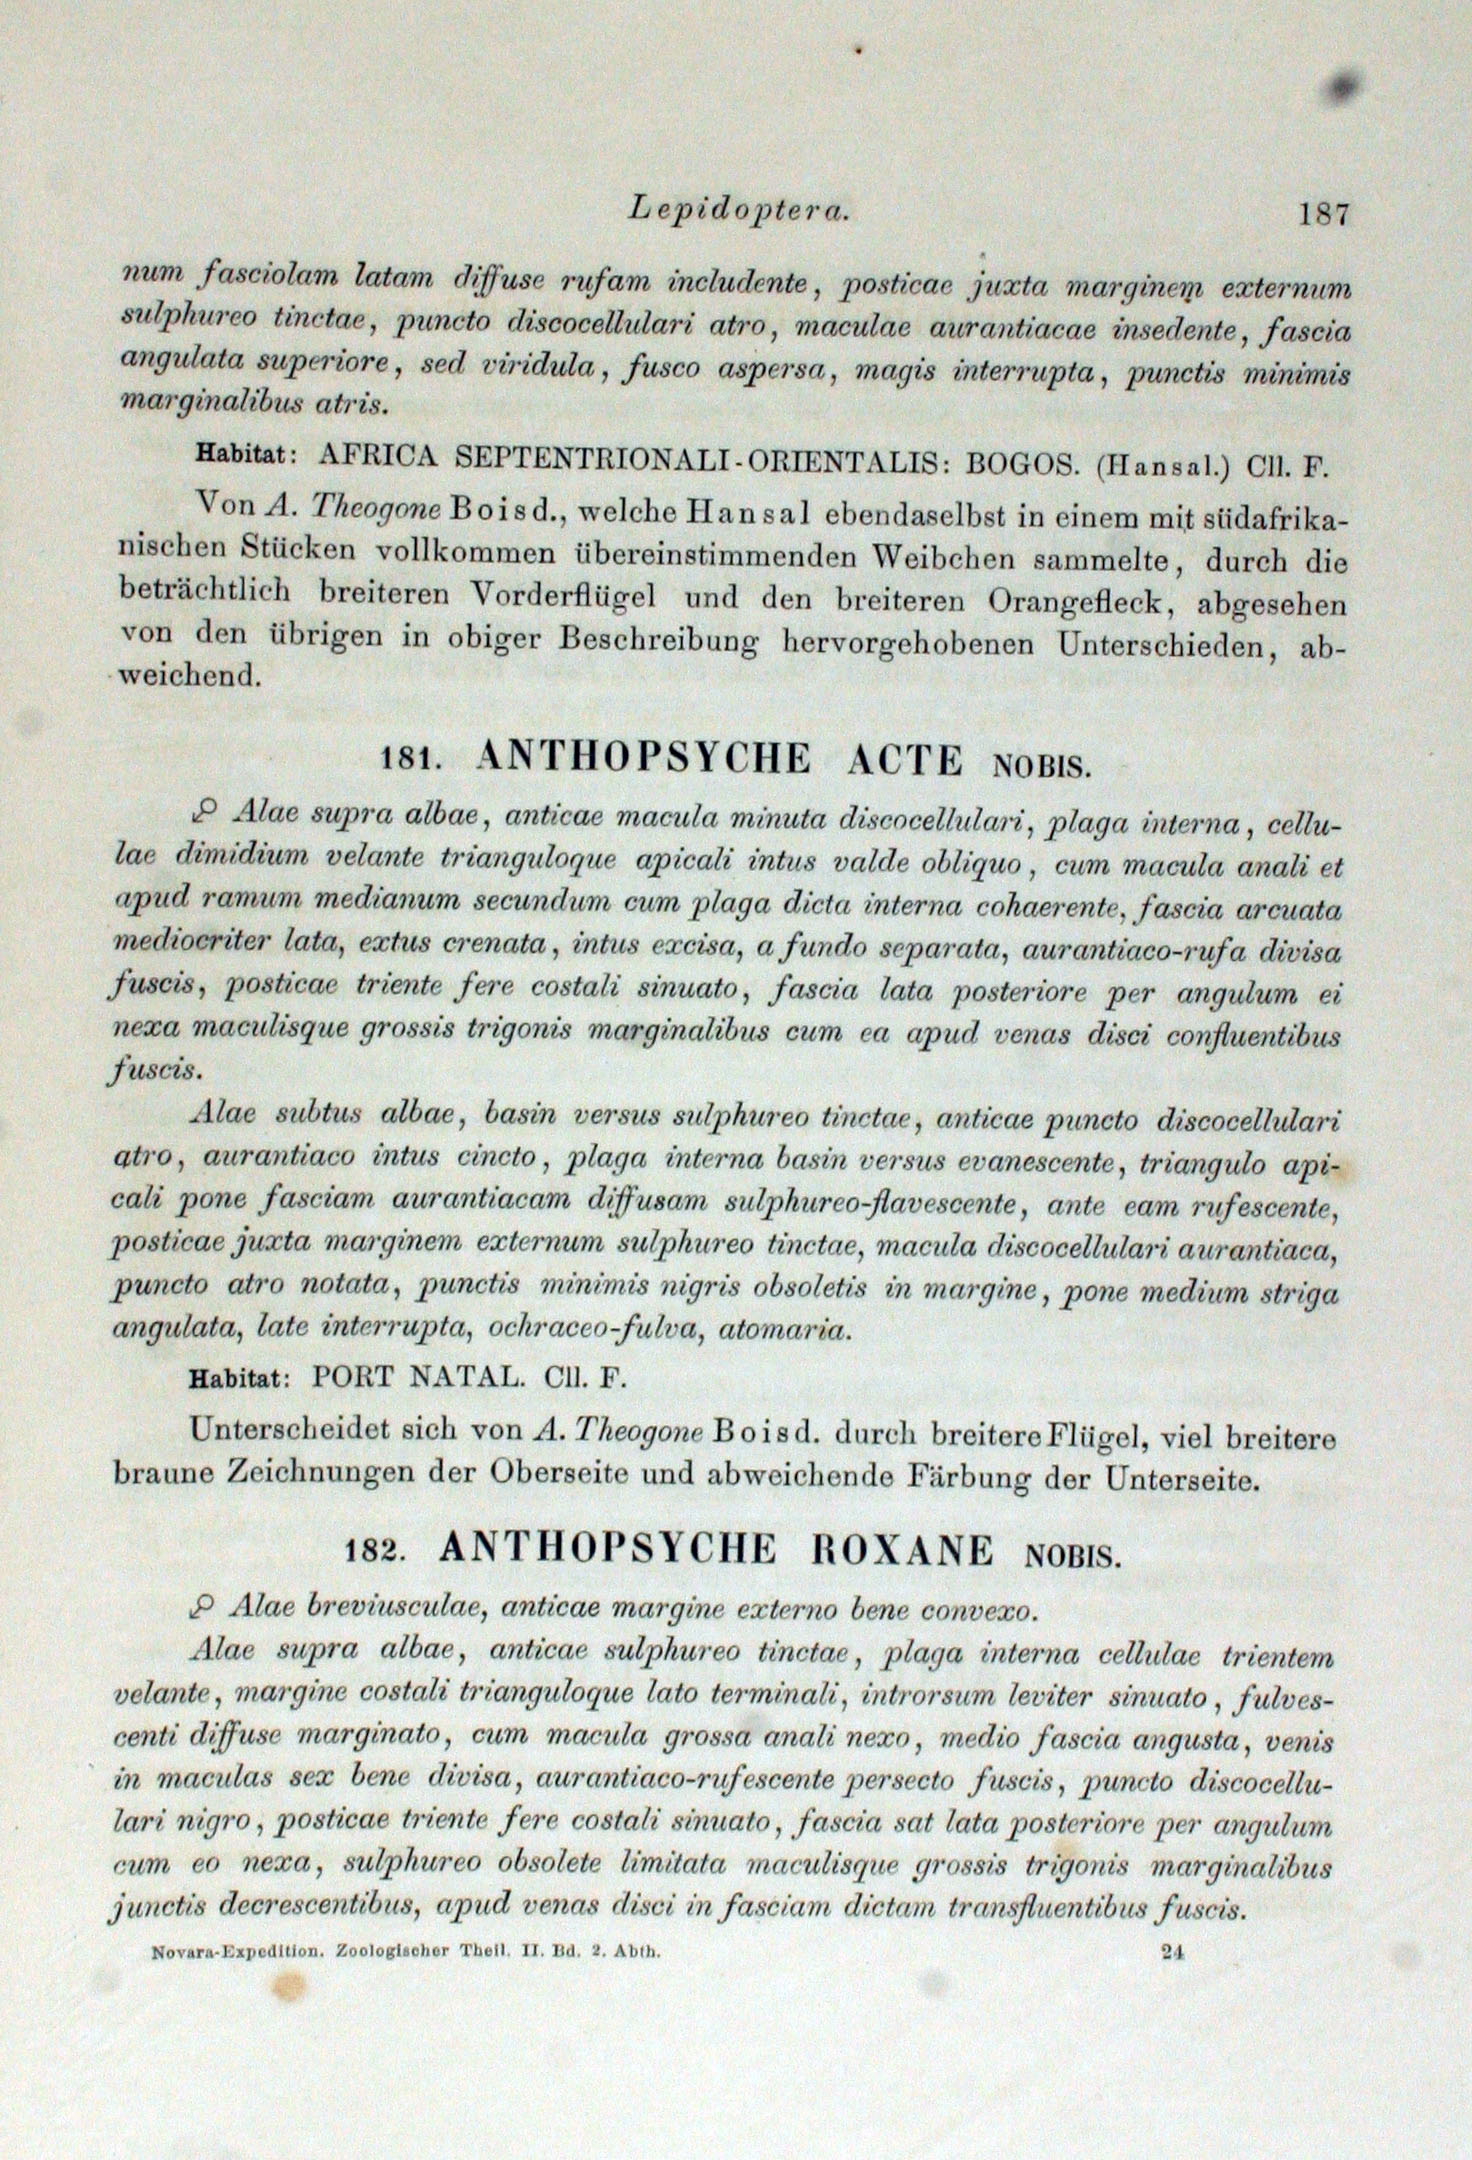 Lepidoptera. 187
num fasciolam latam diffuse rufam includente, posticae juxta marginem externum
sulphureo tinctae, puncto discocellulari atro, maculae aurantiacae insedente, fascia
angulata superiore, sed viridula, fusco aspersa, magis interrupta, punctis minimis
marginalibus atris.
Habitat: AFRICA SEPTENTRIONALI-ORIENTALIS: BOGOS. (Hansal.) Cll. F.
Von A. Theogone Boisd., welche Hansal ebendaselbst in einem mit südafrika-
nischen Stücken vollkommen übereinstimmenden Weibchen sammelte, durch die
beträchtlich breiteren Vorderflügel und den breiteren Orangefleck, abgesehen
von den übrigen in obiger Beschreibung hervorgehobenen Unterschieden, ab-
weichend.
181. ANTHOPSYCHE ACTE NOBIS.
Alae supra albae, anticae macula minuta discocellulari, plaga interna, cellu-
lae dimidium velante trianguloque apicali intus valde obliquo, cum macula anali et
apud ramum medianum secundum cum plaga dicta interna cohaerente, fascia arcuata
mediocriter lata, extus crenata, intus excisa, a fundo separata, aurantiaco-rufa divisa
fuscis, posticae triente fere costali sinuato, fascia lata posteriore per angulum ei
nexa maculisque grossis trigonis marginalibus cum ea apud venas disci confluentibus
fuscis.
Alae subtus albae, basin versus sulphureo tinctae, anticae puncto discocellulari
atro, aurantiaco intus cincto, plaga interna basin versus evanescente, triangulo api-
cali pone fasciam aurantiacam diffusam sulphureo-flavescente, ante eam rufescente,
posticae juxta marginem externum sulphureo tinctae, macula discocellulari aurantiaca,
puncto atro notata, punctis minimis nigris obsoletis in margine, pone medium striga
angulata, late interrupta, ochraceo-fulva, atomaria.
Habitat: PORT NATAL. Cll. F.
Unterscheidet sich von A. Theogone Boisd. durch breitere Flügel, viel breitere
braune Zeichnungen der Oberseite und abweichende Färbung der Unterseite.
182. ANTHOPSYCHE ROXANE NOBIS.
Alae breviusculae, anticae margine externo bene convexo.
Alae supra albae, anticae sulphureo tinctae, plaga interna cellulae trientem
velante, margine costali trianguloque lato terminali, introrsum leviter sinuato, fulves-
centi diffuse marginato, cum macula grossa anali nexo, medio fascia angusta, venis
in maculas sex bene divisa, aurantiaco-rufescente persecto fuscis, puncto discocellu-
lari nigro, posticae triente fere costali sinuato, fascia sat lata posteriore per angulum
cum eo nexa, sulphureo obsolete limitata maculisque grossis trigonis marginalibus
junctis decrescentibus, apud venas disci in fasciam dictam transfluentibus fuscis.
Novara-Expedition. Zoologischer Theil. II. Bd. 2. Abth. 24